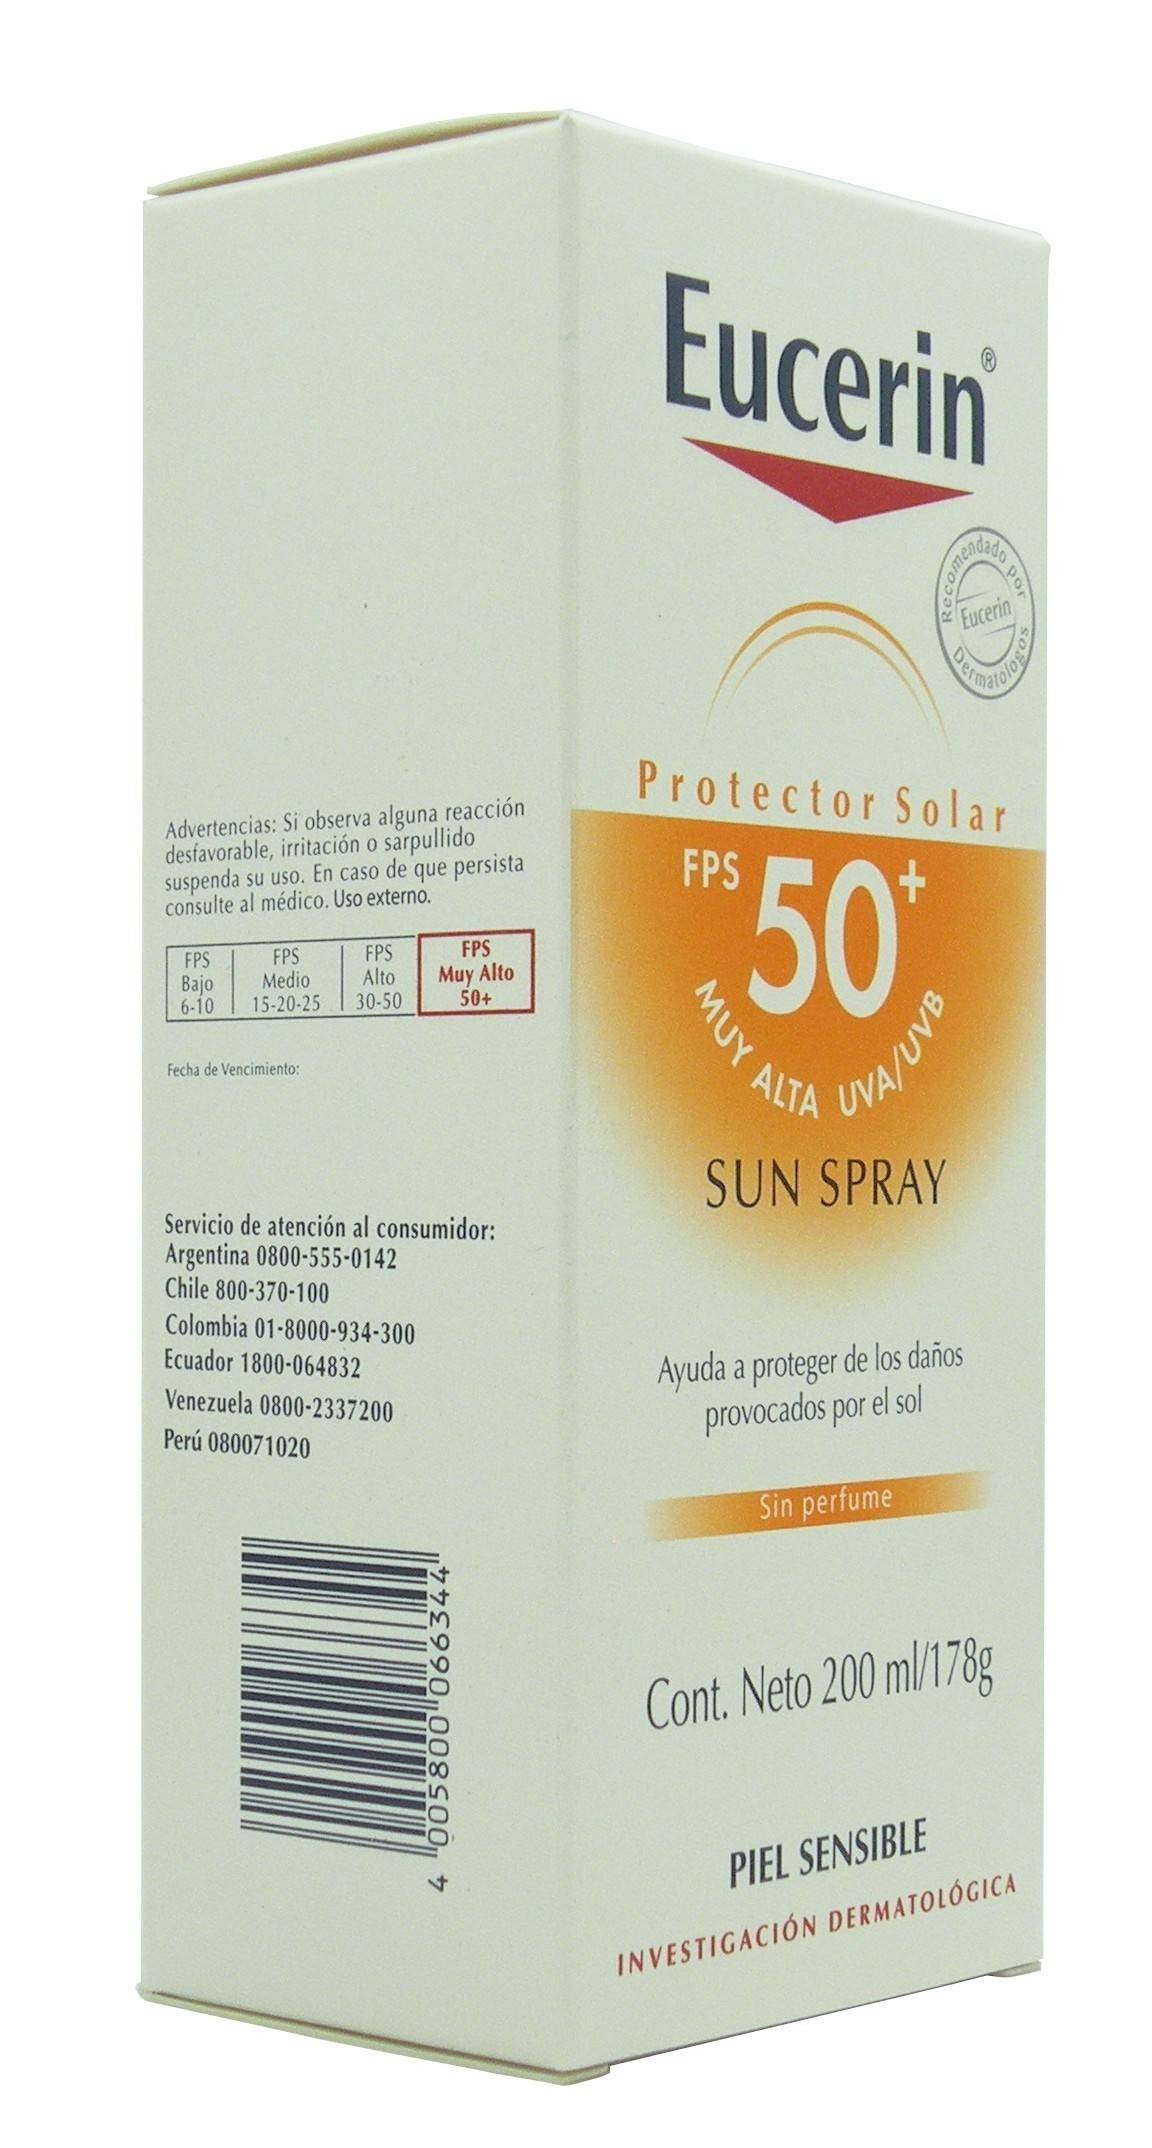 Advertencias: Si observa alguna reacción
desfavorable, irritación o sarpullido
suspenda su uso. En caso de que persista
consulte al médico. Uso externo.
FPS Bajo 6-10
FPS Medio 15-20-25
FPS Alto 30-50
FPS Muy Alto 50+
Fecha de Vencimiento:
Servicio de atención al consumidor:
Argentina 0800-555-0142
Chile 800-370-100
Colombia 01-8000-934-300
Ecuador 1800-064832
Venezuela 0800-2337200
Perú 080071020
4 005800 066344
Eucerin®
Recomendado por
Eucerin
Dermatólogos
Protector Solar
FPS 50+
MUY ALTA UVA/UVB
SUN SPRAY
Ayuda a proteger de los daños
provocados por el sol
Sin perfume
Cont. Neto 200 ml/178g
PIEL SENSIBLE
INVESTIGACIÓN DERMATOLÓGICA